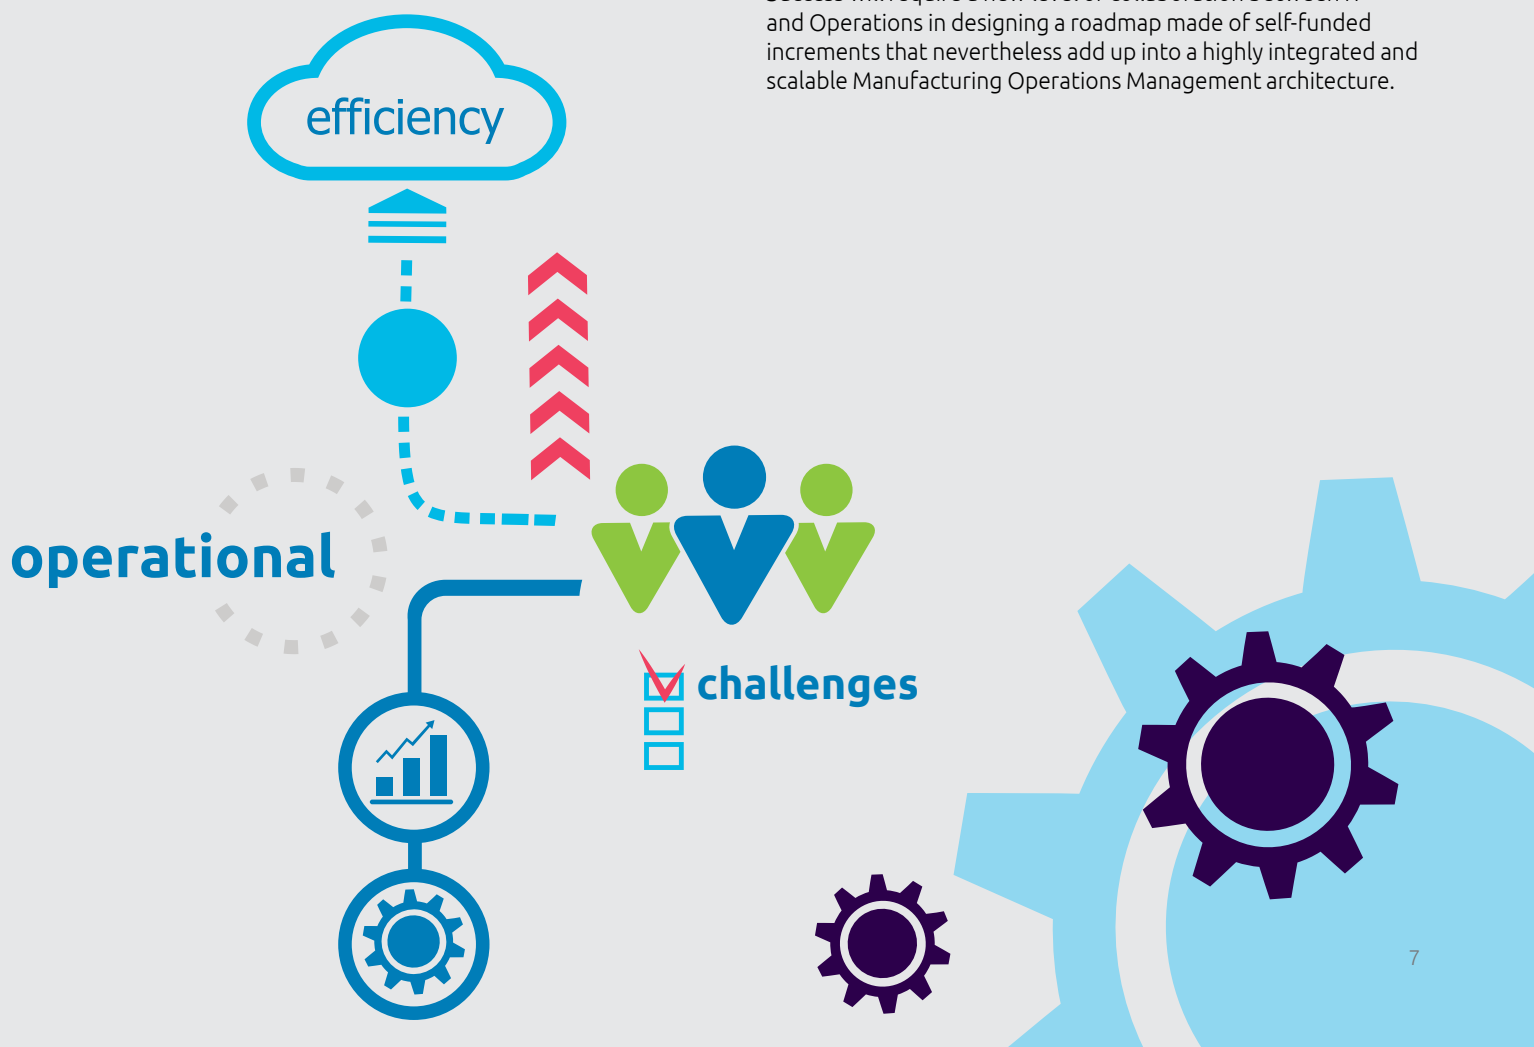 and Operations in designing a roadmap made of self-funded
increments that nevertheless add up into a highly integrated and
scalable Manufacturing Operations Management architecture.
efficiency
operational
challenges
7